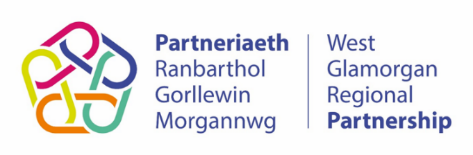 Partneriaeth
Ranbarthol
Gorllewin
Morgannwg
West
Glamorgan
Regional
Partnership